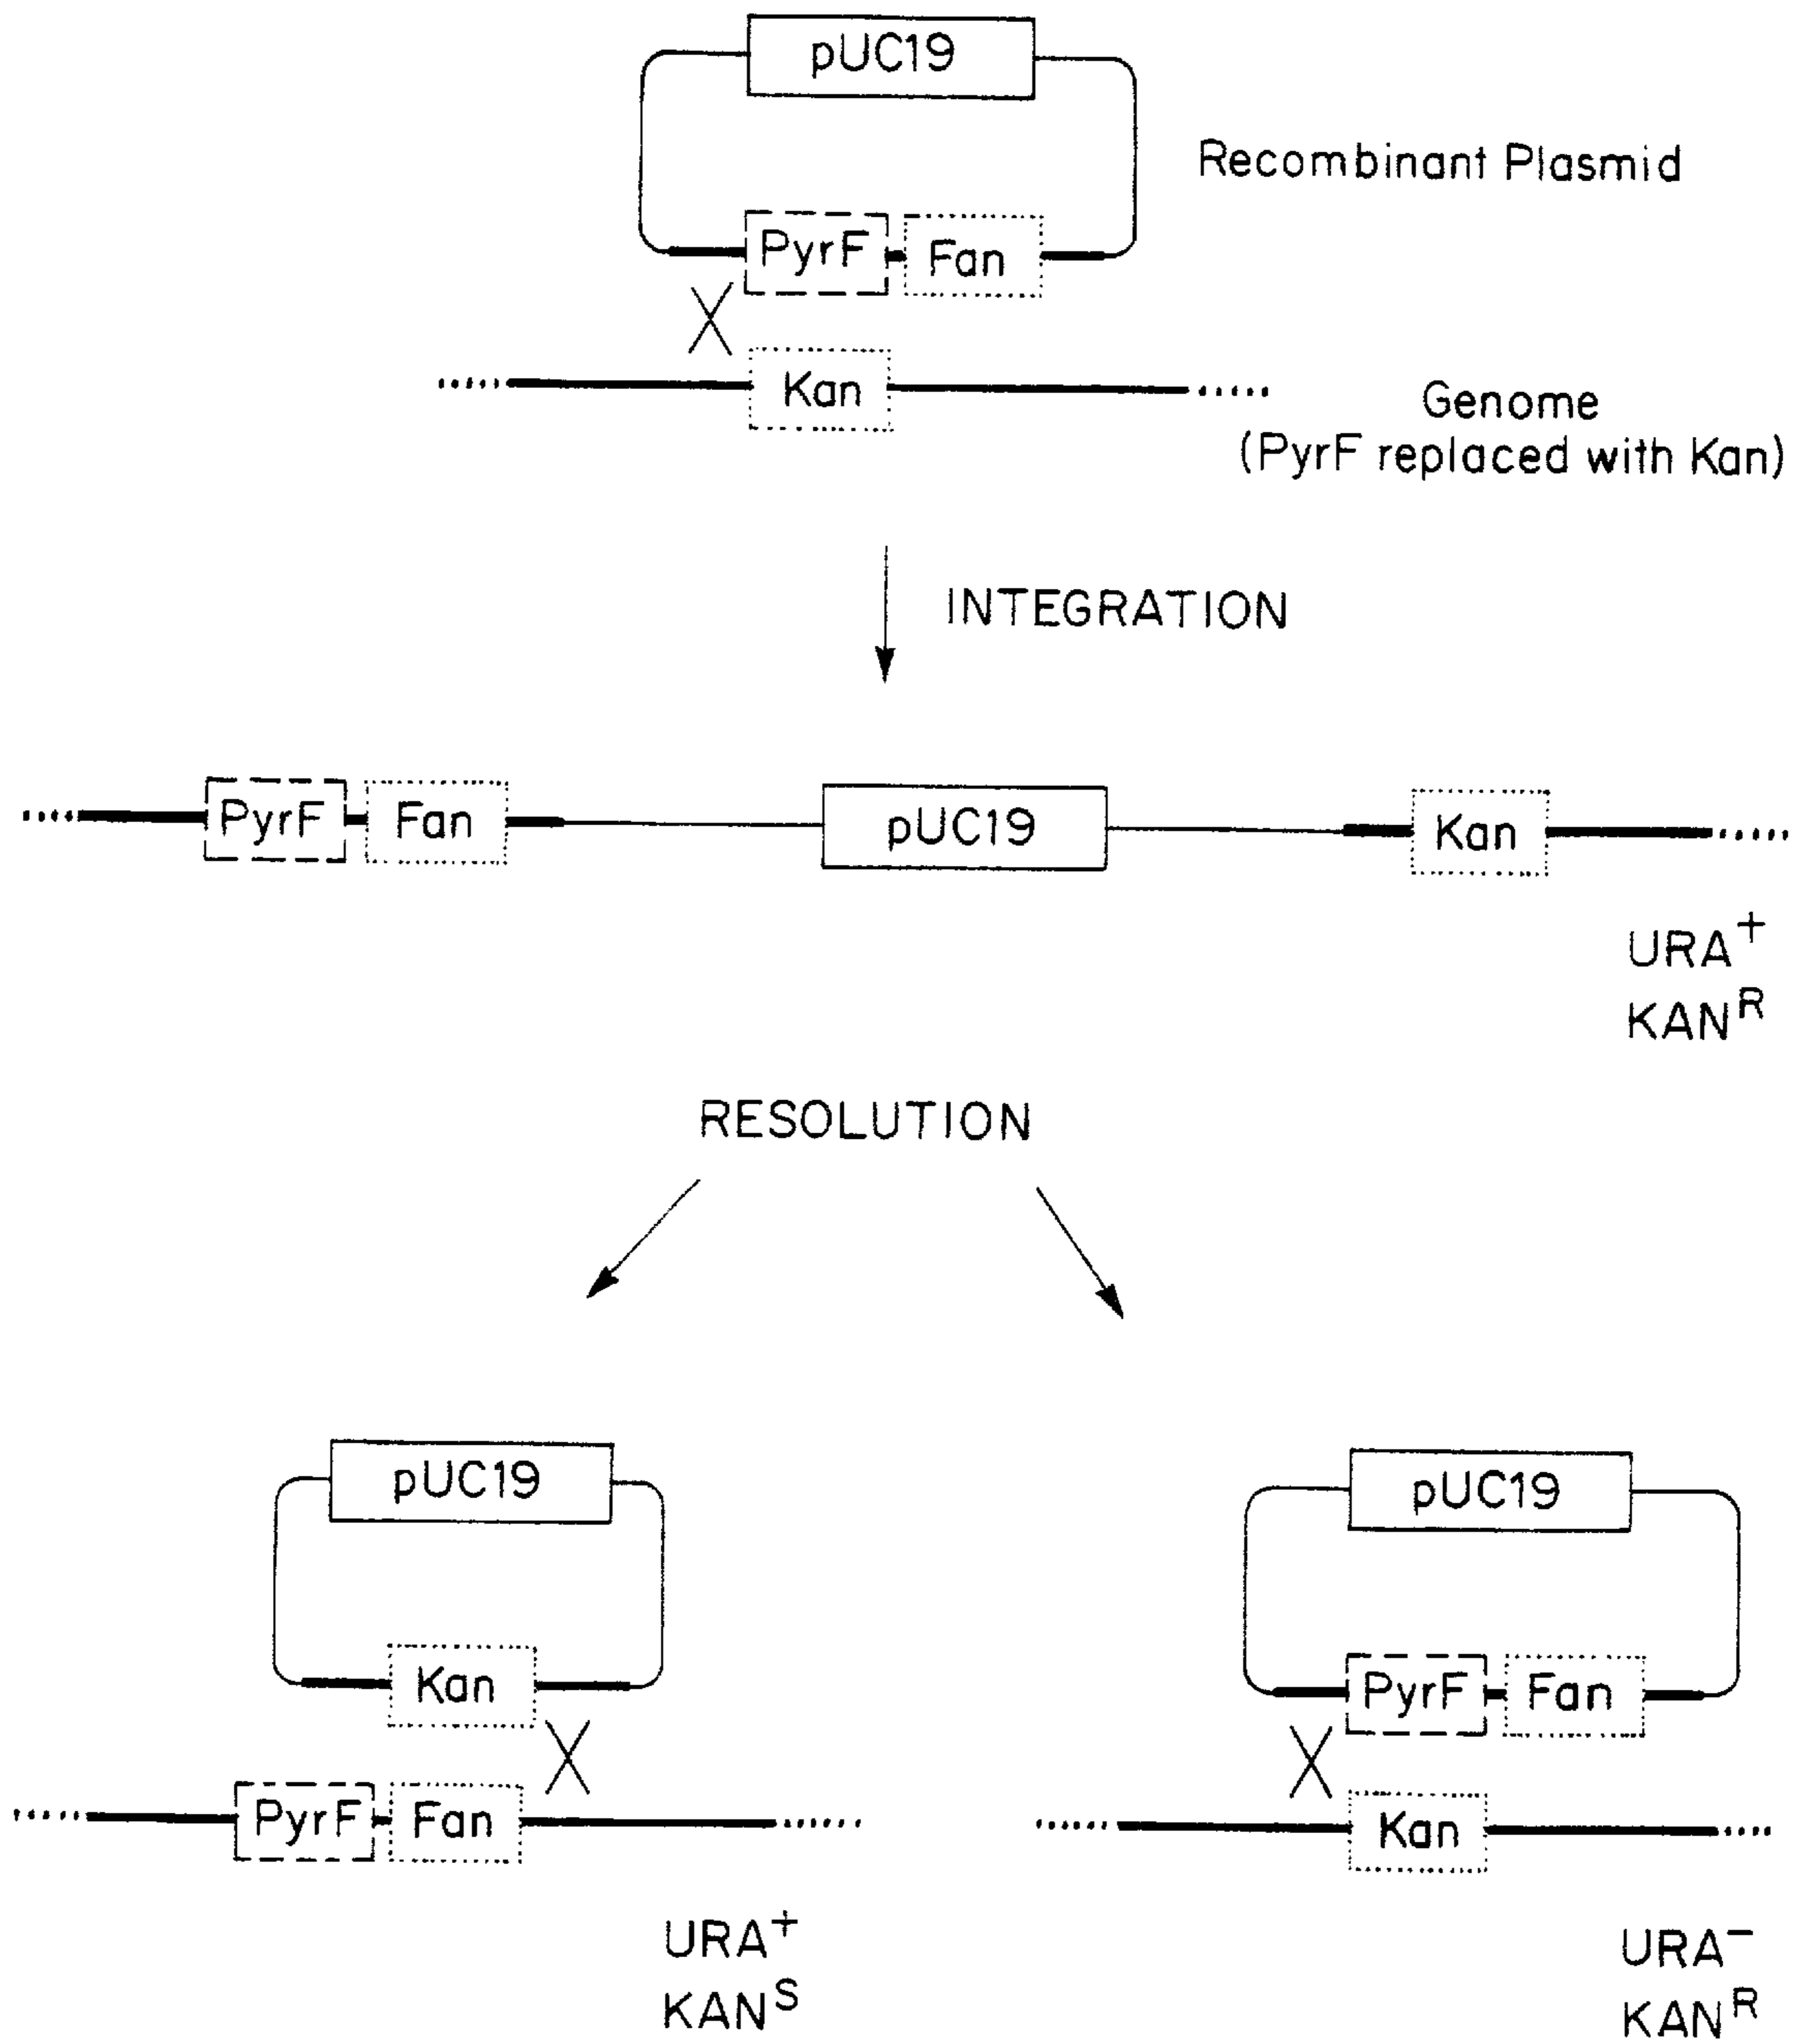 pUC19
Recombinant Plasmid
PyrF Fan
Kan
Genome
(PyrF replaced with Kan)
INTEGRATION
PyrF Fan pUC19 Kan
URA+
KANR
RESOLUTION
pUC19
Kan
PyrF Fan
URA+
KANS
pUC19
PyrF Fan
Kan
URA−
KANR